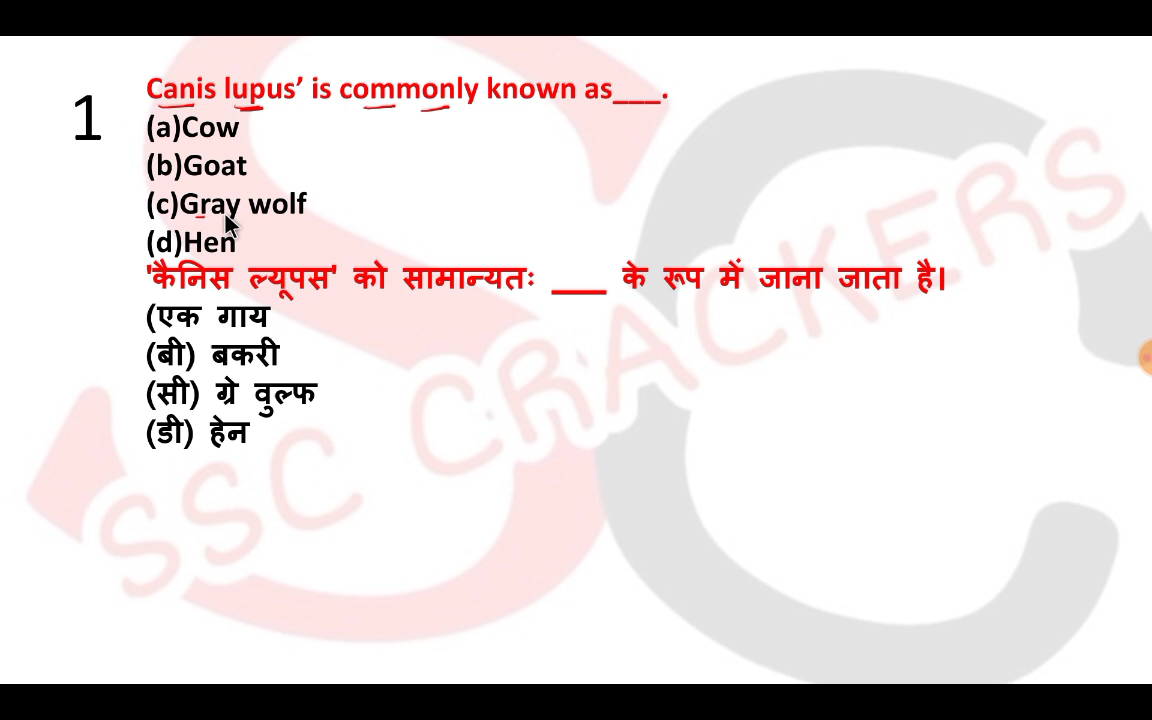 1
Canis lupus’ is commonly known as___.
(a)Cow
(b)Goat
(c)Gray wolf
(d)Hen
'कैनिस ल्यूपस' को सामान्यतः ____ के रूप में जाना जाता है।
(एक गाय
(बी) बकरी
(सी) ग्रे वुल्फ
(डी) हेन
SSC CRACKERS